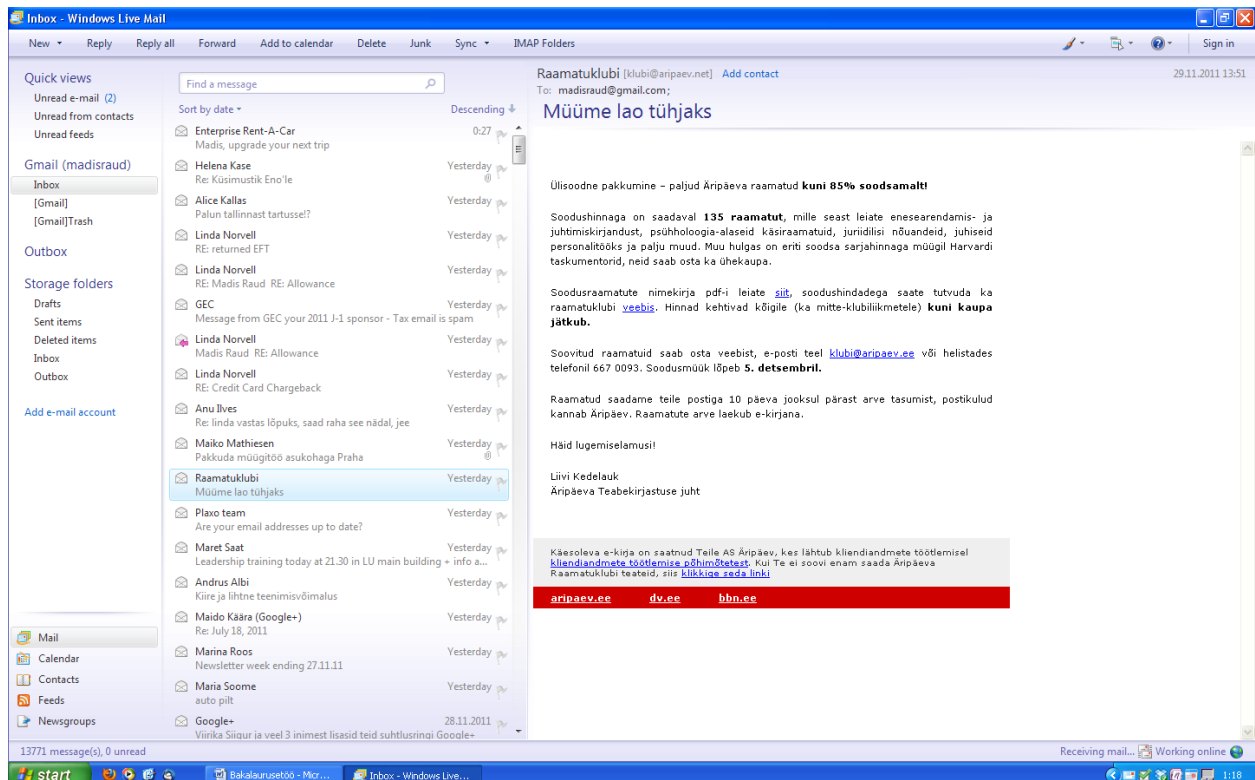 Inbox - Windows Live Mail
New Reply Reply all Forward Add to calendar Delete Junk Sync IMAP Folders Sign in
Quick views
Unread e-mail (2)
Unread from contacts
Unread feeds
Gmail (madisraud)
Inbox
[Gmail]
[Gmail]Trash
Outbox
Storage folders
Drafts
Sent items
Deleted items
Inbox
Outbox
Add e-mail account
Mail
Calendar
Contacts
Feeds
Newsgroups
Find a message
Sort by date Descending
Enterprise Rent-A-Car 0:27
Madis, upgrade your next trip
Helena Kase Yesterday
Re: Küsimustik Eno'le
Alice Kallas Yesterday
Palun tallinnast tartusse!?
Linda Norvell Yesterday
RE: returned EFT
Linda Norvell Yesterday
RE: Madis Raud RE: Allowance
GEC Yesterday
Message from GEC your 2011 J-1 sponsor - Tax email is spam
Linda Norvell Yesterday
Madis Raud RE: Allowance
Linda Norvell Yesterday
RE: Credit Card Chargeback
Anu Ilves Yesterday
Re: linda vastas lõpuks, saad raha see nädal, jee
Maiko Mathiesen Yesterday
Pakkuda müügitöö asukohaga Praha
Raamatuklubi Yesterday
Müüme lao tühjaks
Plaxo team Yesterday
Are your email addresses up to date?
Maret Saat Yesterday
Leadership training today at 21.30 in LU main building + info a...
Andrus Albi Yesterday
Kiire ja lihtne teenimisvõimalus
Maido Käära (Google+) Yesterday
Re: July 18, 2011
Marina Roos Yesterday
Newsletter week ending 27.11.11
Maria Soome Yesterday
auto pilt
Google+ 28.11.2011
Viirika Siigur ja veel 3 inimest lisasid teid suhtlusringi Google+
Raamatuklubi [klubi@aripaev.net] Add contact 29.11.2011 13:51
To: madisraud@gmail.com;
Müüme lao tühjaks
Ülisoodne pakkumine – paljud Äripäeva raamatud kuni 85% soodsamalt!
Soodushinnaga on saadaval 135 raamatut, mille seast leiate enesearendamis- ja
juhtimiskirjandust, psühholoogia-alaseid käsiraamatuid, juriidilisi nõuandeid, juhiseid
personalitööks ja palju muud. Muu hulgas on eriti soodsa sarjahinnaga müügil Harvardi
taskumentorid, neid saab osta ka ühekaupa.
Soodusraamatute nimekirja pdf-i leiate siit, soodushindadega saate tutvuda ka
raamatuklubi veebis. Hinnad kehtivad kõigile (ka mitte-klubiliikmetele) kuni kaupa
jätkub.
Soovitud raamatuid saab osta veebist, e-posti teel klubi@aripaev.ee või helistades
telefonil 667 0093. Soodusmüük lõpeb 5. detsembril.
Raamatud saadame teile postiga 10 päeva jooksul pärast arve tasumist, postikulud
kannab Äripäev. Raamatute arve laekub e-kirjana.
Häid lugemiselamusi!
Liivi Kedelauk
Äripäeva Teabekirjastuse juht
Käesoleva e-kirja on saatnud Teile AS Äripäev, kes lähtub kliendiandmete töötlemisel
kliendiandmete töötlemise põhimõtetest. Kui Te ei soovi enam saada Äripäeva
Raamatuklubi teateid, siis klikkige seda linki
aripaev.ee dv.ee bbn.ee
13771 message(s), 0 unread Receiving mail... Working online
start Bakalaurusetöö - Micr... Inbox - Windows Live... 1:18